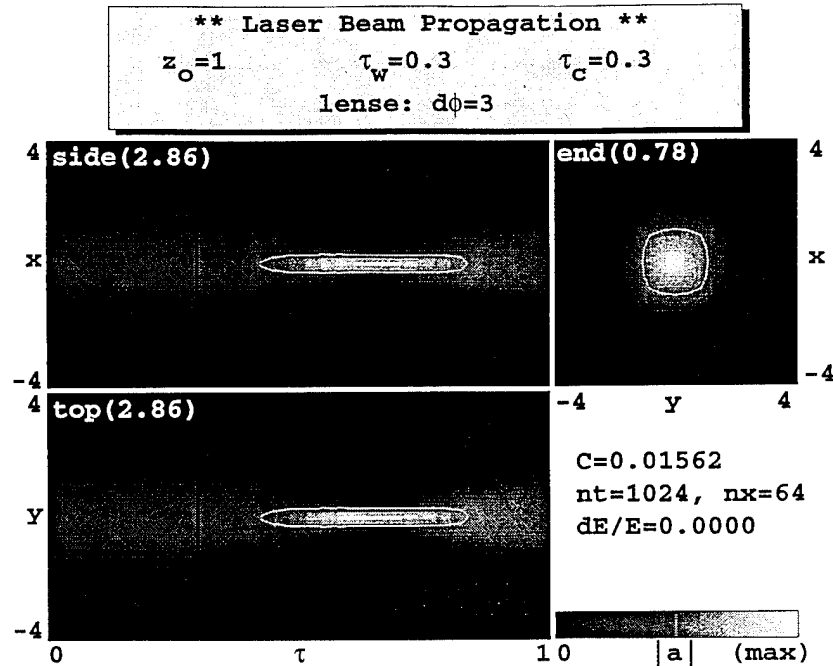 ** Laser Beam Propagation **
z_o=1 τ_w=0.3 τ_c=0.3
lense: dϕ=3
4 side(2.86) end(0.78) 4
x x
-4 -4
4 top(2.86) -4 y 4
C=0.01562
Y nt=1024, nx=64
dE/E=0.0000
-4
0 τ 1 0 |a| (max)